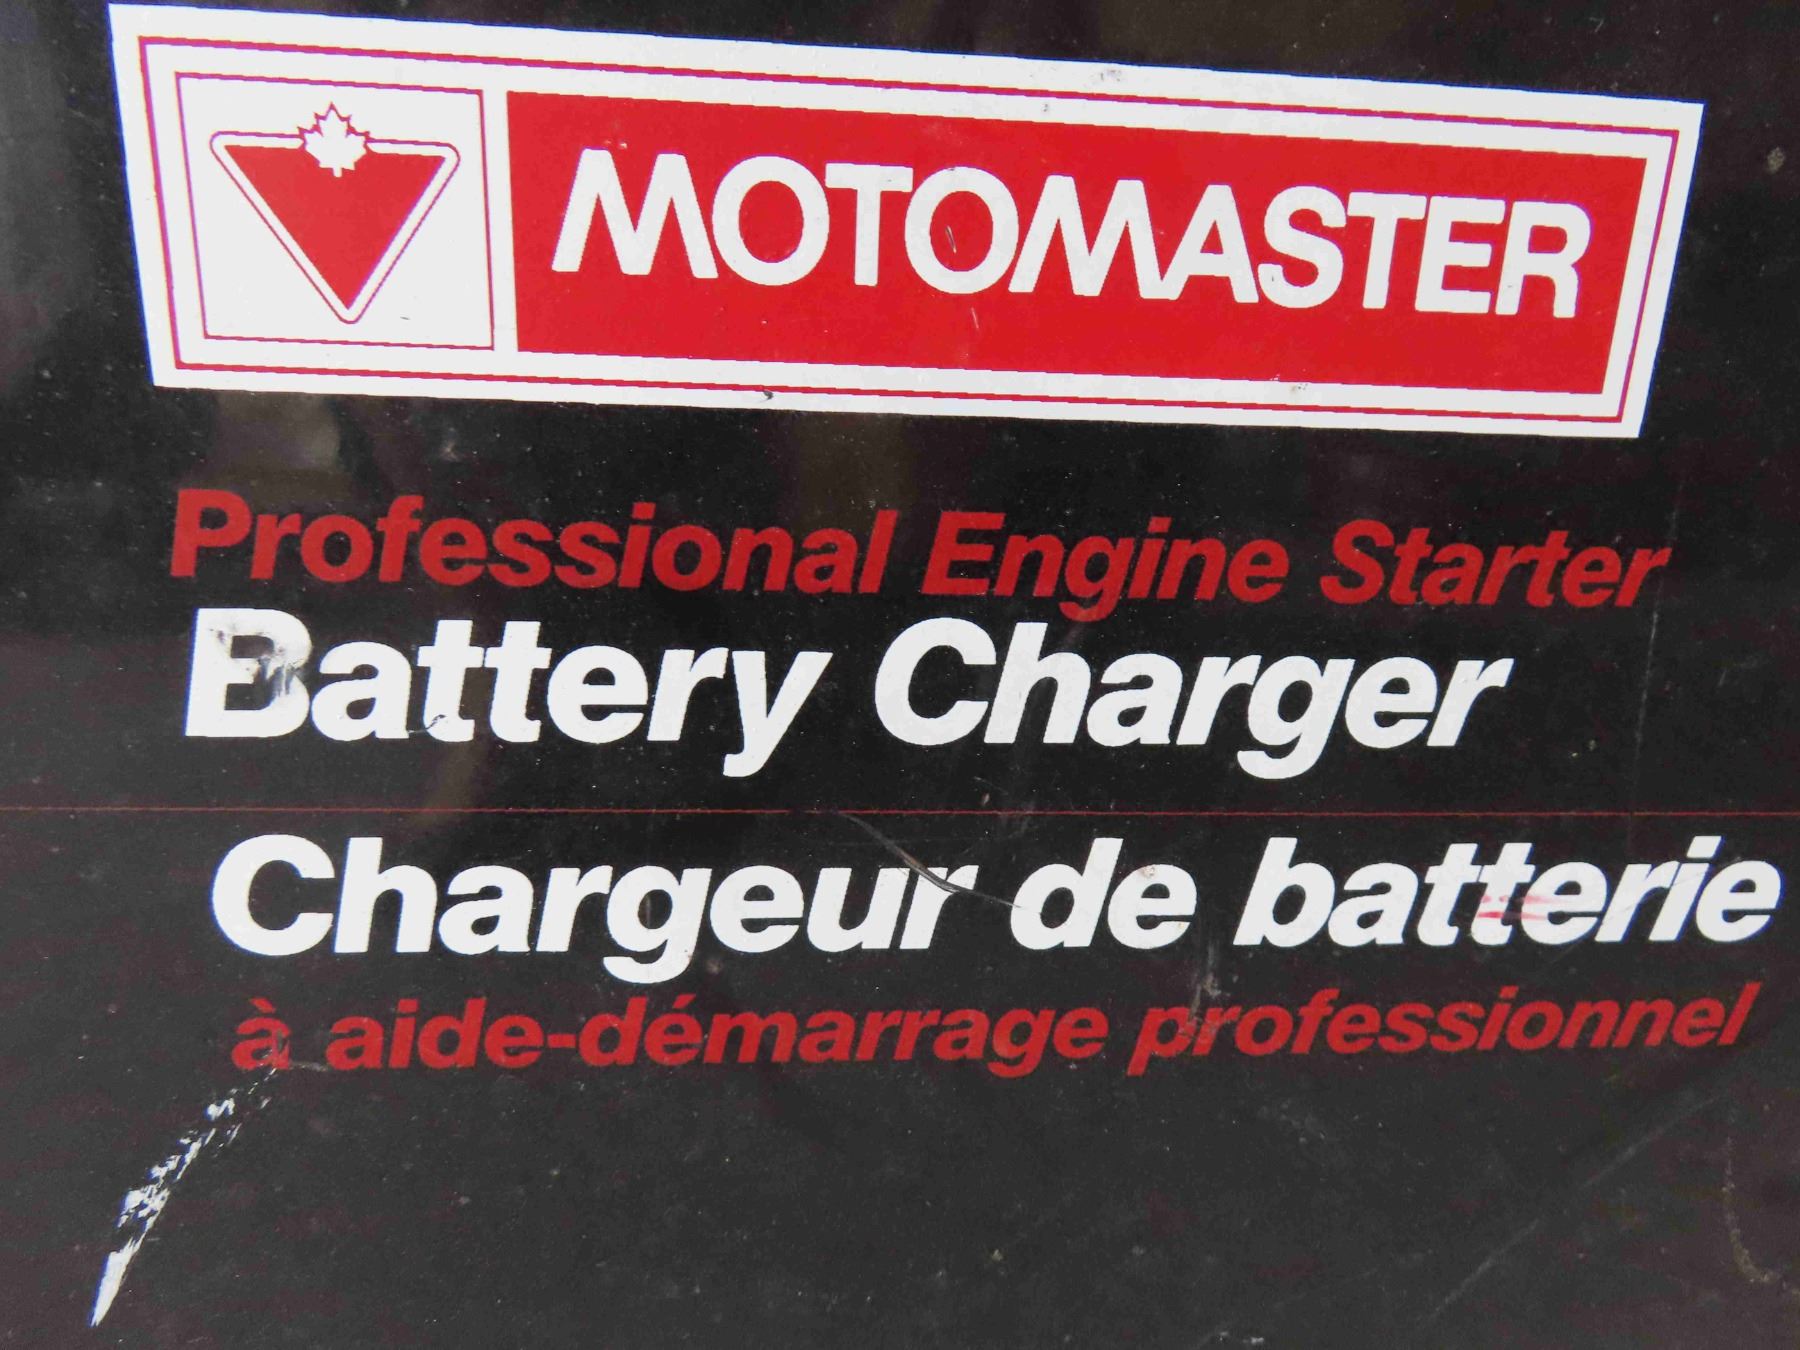 MOTOMASTER
Professional Engine Starter
Battery Charger
Chargeur de batterie
à aide-démarrage professionnel